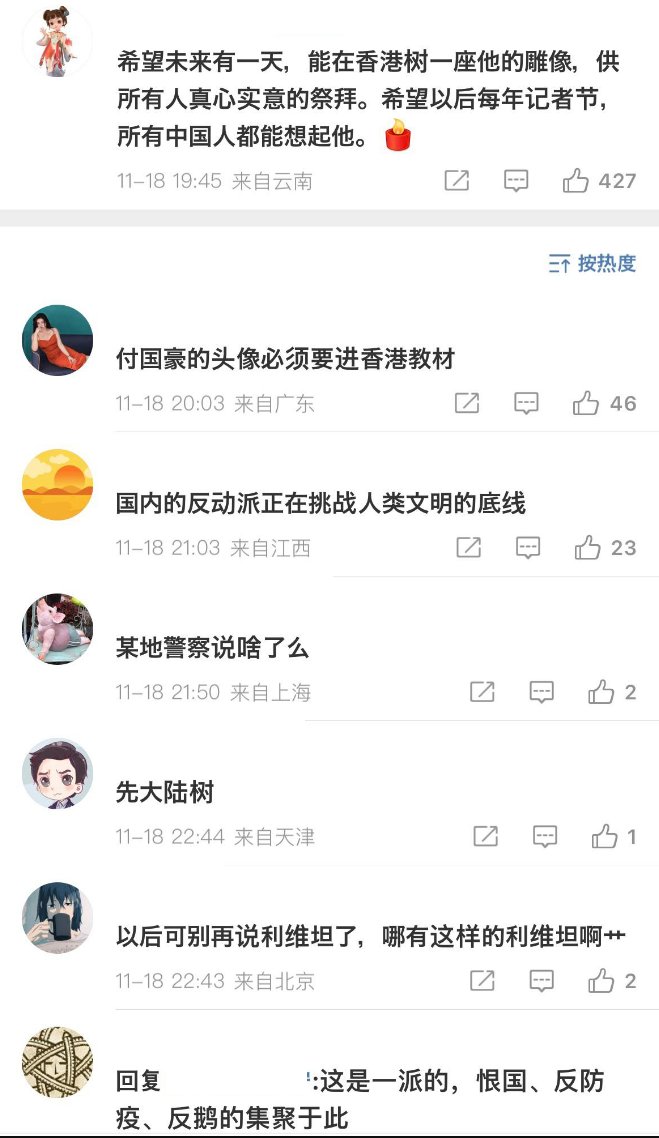 希望未来有一天，能在香港树一座他的雕像，供
所有人真心实意的祭拜。希望以后每年记者节，
所有中国人都能想起他。
11-18 19:45 来自云南
427
按热度
付国豪的头像必须要进香港教材
11-18 20:03 来自广东
46
国内的反动派正在挑战人类文明的底线
11-18 21:03 来自江西
23
某地警察说啥了么
11-18 21:50 来自上海
2
先大陆树
11-18 22:44 来自天津
1
以后可别再说利维坦了，哪有这样的利维坦啊艹
11-18 22:43 来自北京
2
回复 :这是一派的，恨国、反防
疫、反鹅的集聚于此